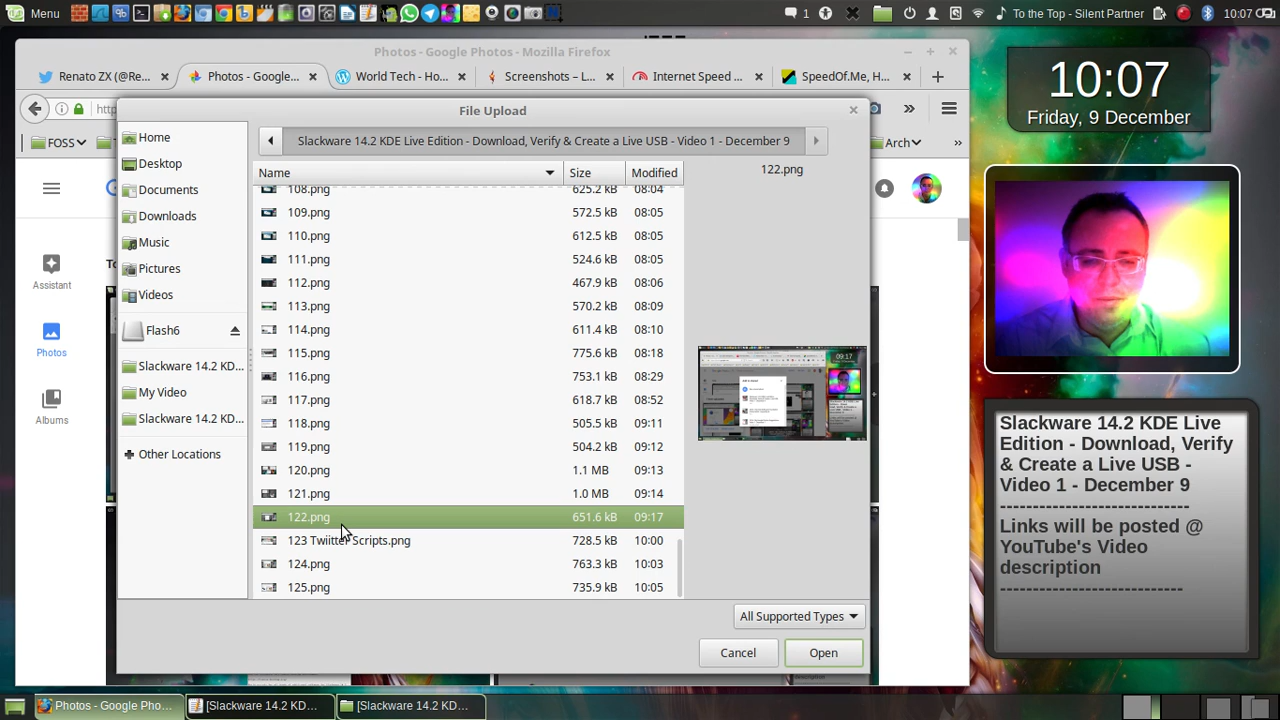 Menu
1
To the Top - Silent Partner
10:07
Photos - Google Photos - Mozilla Firefox
Renato ZX (@Re...
Photos - Google...
World Tech - Ho...
Screenshots – L...
Internet Speed ...
SpeedOf.Me, H...
http
File Upload
FOSS
Arch
Slackware 14.2 KDE Live Edition - Download, Verify & Create a Live USB - Video 1 - December 9
Home
Desktop
Documents
Downloads
Music
Pictures
Videos
Flash6
Slackware 14.2 KD...
My Video
Slackware 14.2 KD...
Other Locations
Assistant
Photos
Albums
Name Size Modified
108.png 625.2 kB 08:04
109.png 572.5 kB 08:05
110.png 612.5 kB 08:05
111.png 524.6 kB 08:05
112.png 467.9 kB 08:06
113.png 570.2 kB 08:09
114.png 611.4 kB 08:10
115.png 775.6 kB 08:18
116.png 753.1 kB 08:29
117.png 618.7 kB 08:52
118.png 505.5 kB 09:11
119.png 504.2 kB 09:12
120.png 1.1 MB 09:13
121.png 1.0 MB 09:14
122.png 651.6 kB 09:17
123 Twiitter Scripts.png 728.5 kB 10:00
124.png 763.3 kB 10:03
125.png 735.9 kB 10:05
122.png
09:17
All Supported Types
Cancel
Open
10:07
Friday, 9 December
Slackware 14.2 KDE Live
Edition - Download, Verify
& Create a Live USB -
Video 1 - December 9
---------------------------
Links will be posted @
YouTube's Video
description
--------------------------
Photos - Google Pho...
[Slackware 14.2 KD...
[Slackware 14.2 KD...